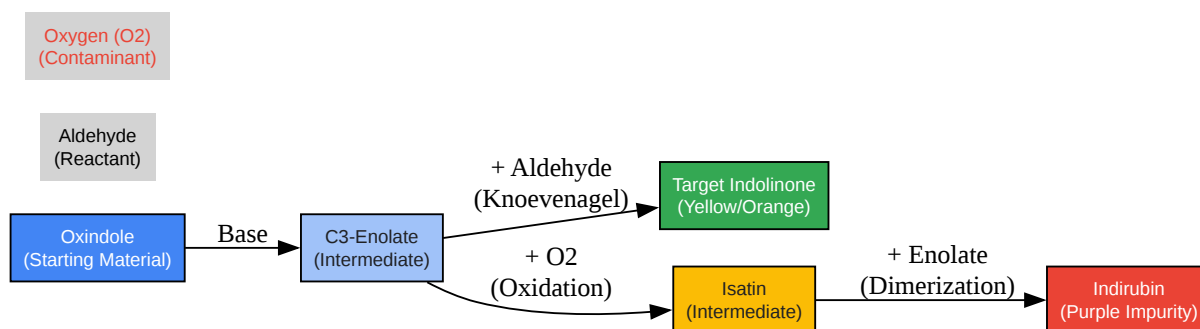 Oxygen (O2)
(Contaminant)
Aldehyde
(Reactant)
Oxindole
(Starting Material)
Base
C3-Enolate
(Intermediate)
+ Aldehyde
(Knoevenagel)
Target Indolinone
(Yellow/Orange)
+ O2
(Oxidation)
Isatin
(Intermediate)
+ Enolate
(Dimerization)
Indirubin
(Purple Impurity)